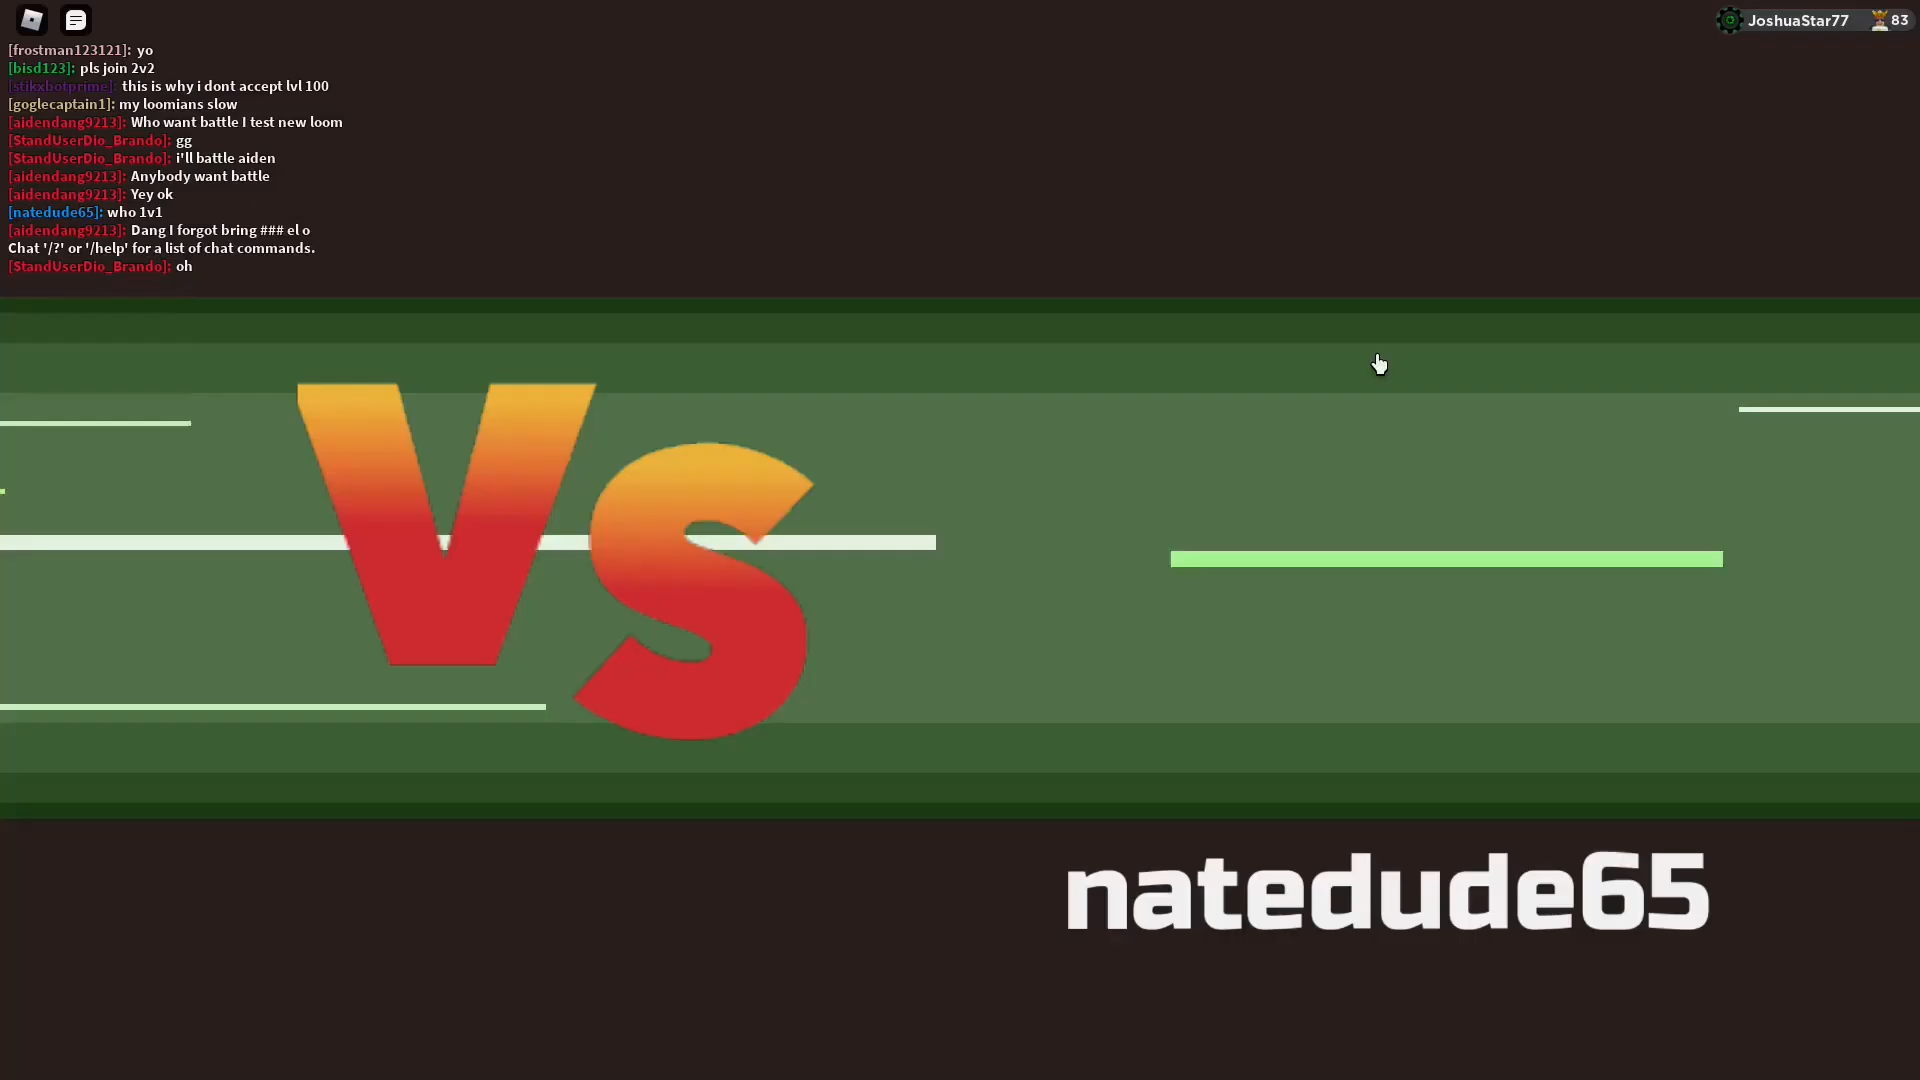 JoshuaStar77 83
[frostman123121]: yo
[bisd123]: pls join 2v2
[stikxbotprime]: this is why i dont accept lvl 100
[goglecaptain1]: my loomians slow
[aidendang9213]: Who want battle I test new loom
[StandUserDio_Brando]: gg
[StandUserDio_Brando]: i'll battle aiden
[aidendang9213]: Anybody want battle
[aidendang9213]: Yey ok
[natedude65]: who 1v1
[aidendang9213]: Dang I forgot bring ### el o
Chat '/?' or '/help' for a list of chat commands.
[StandUserDio_Brando]: oh
Vs
natedude65